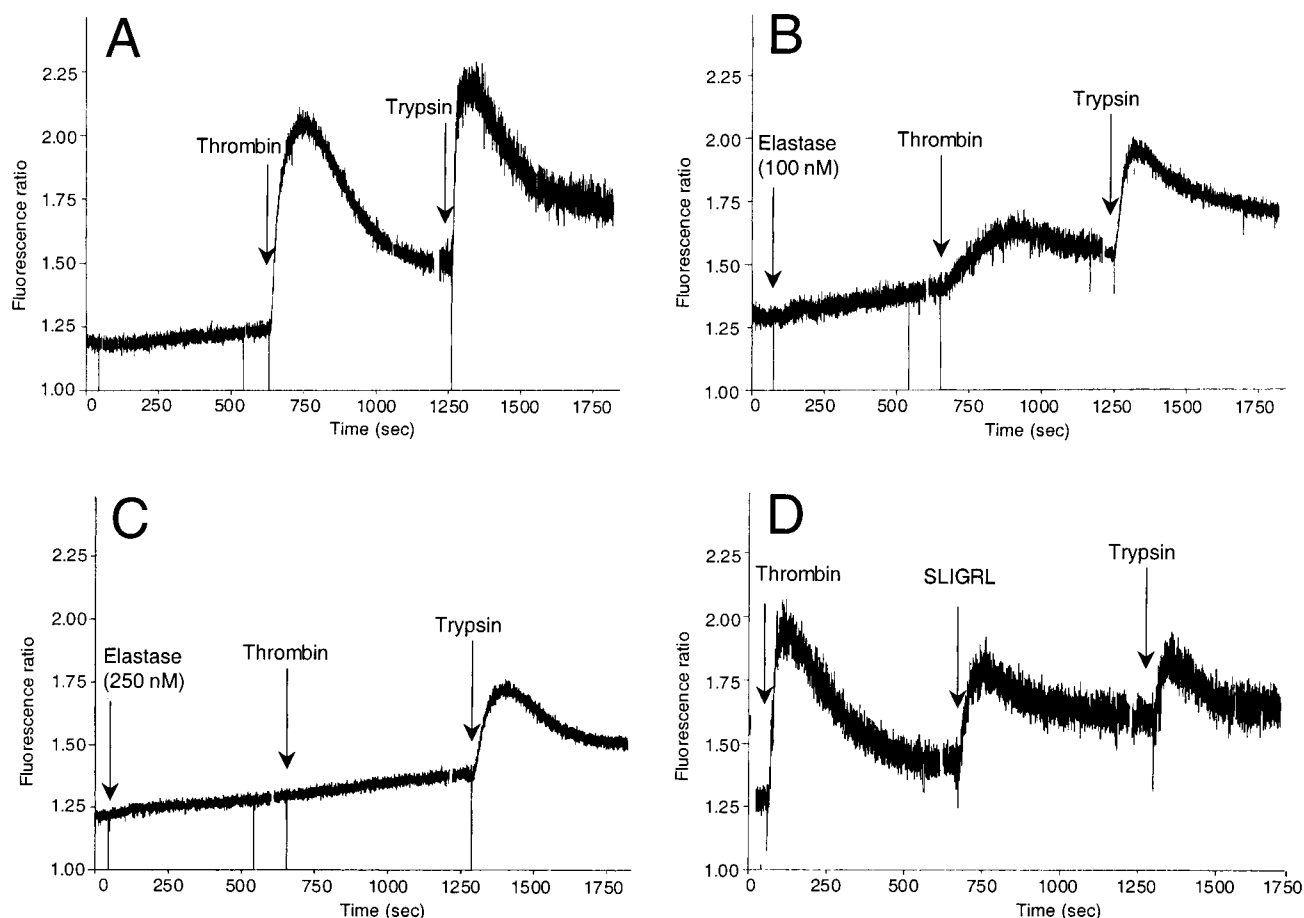 A
Fluorescence ratio
2.25
2.00
1.75
1.50
1.25
1.00
Thrombin
Trypsin
0 250 500 750 1000 1250 1500 1750
Time (sec)
B
Fluorescence ratio
2.25
2.00
1.75
1.50
1.25
1.00
Elastase
(100 nM)
Thrombin
Trypsin
0 250 500 750 1000 1250 1500 1750
Time (sec)
C
Fluorescence ratio
2.25
2.00
1.75
1.50
1.25
1.00
Elastase
(250 nM)
Thrombin
Trypsin
0 250 500 750 1000 1250 1500 1750
Time (sec)
D
Fluorescence ratio
2.25
2.00
1.75
1.50
1.25
1.00
Thrombin
SLIGRL
Trypsin
0 250 500 750 1000 1250 1500 1750
Time (sec)